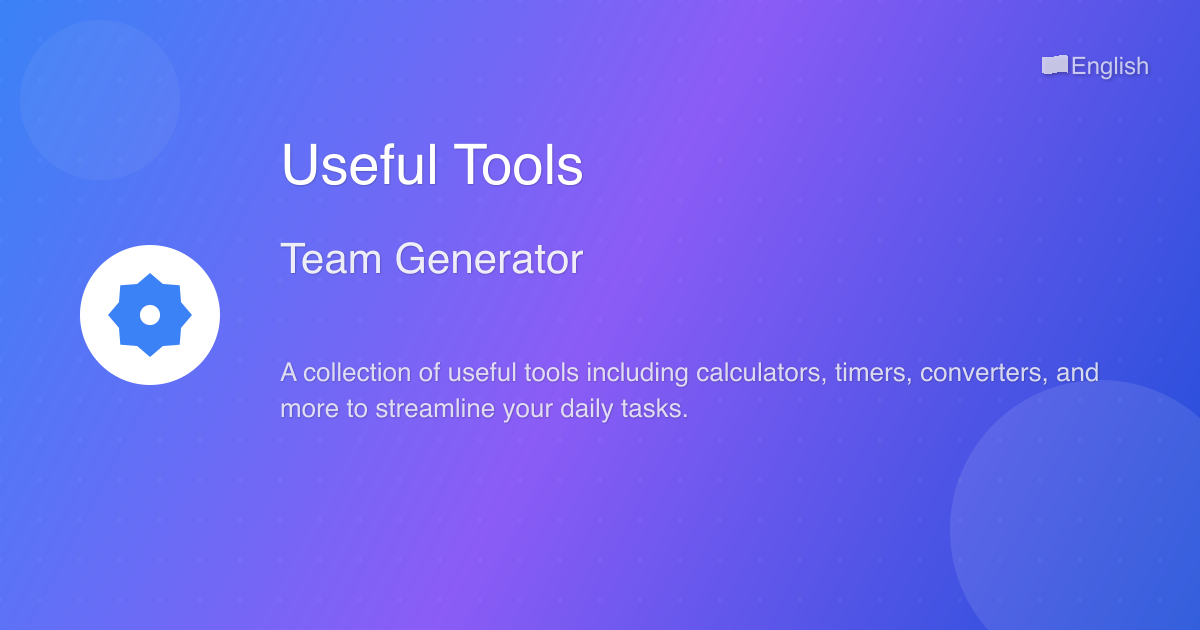 English
Useful Tools
Team Generator
A collection of useful tools including calculators, timers, converters, and
more to streamline your daily tasks.